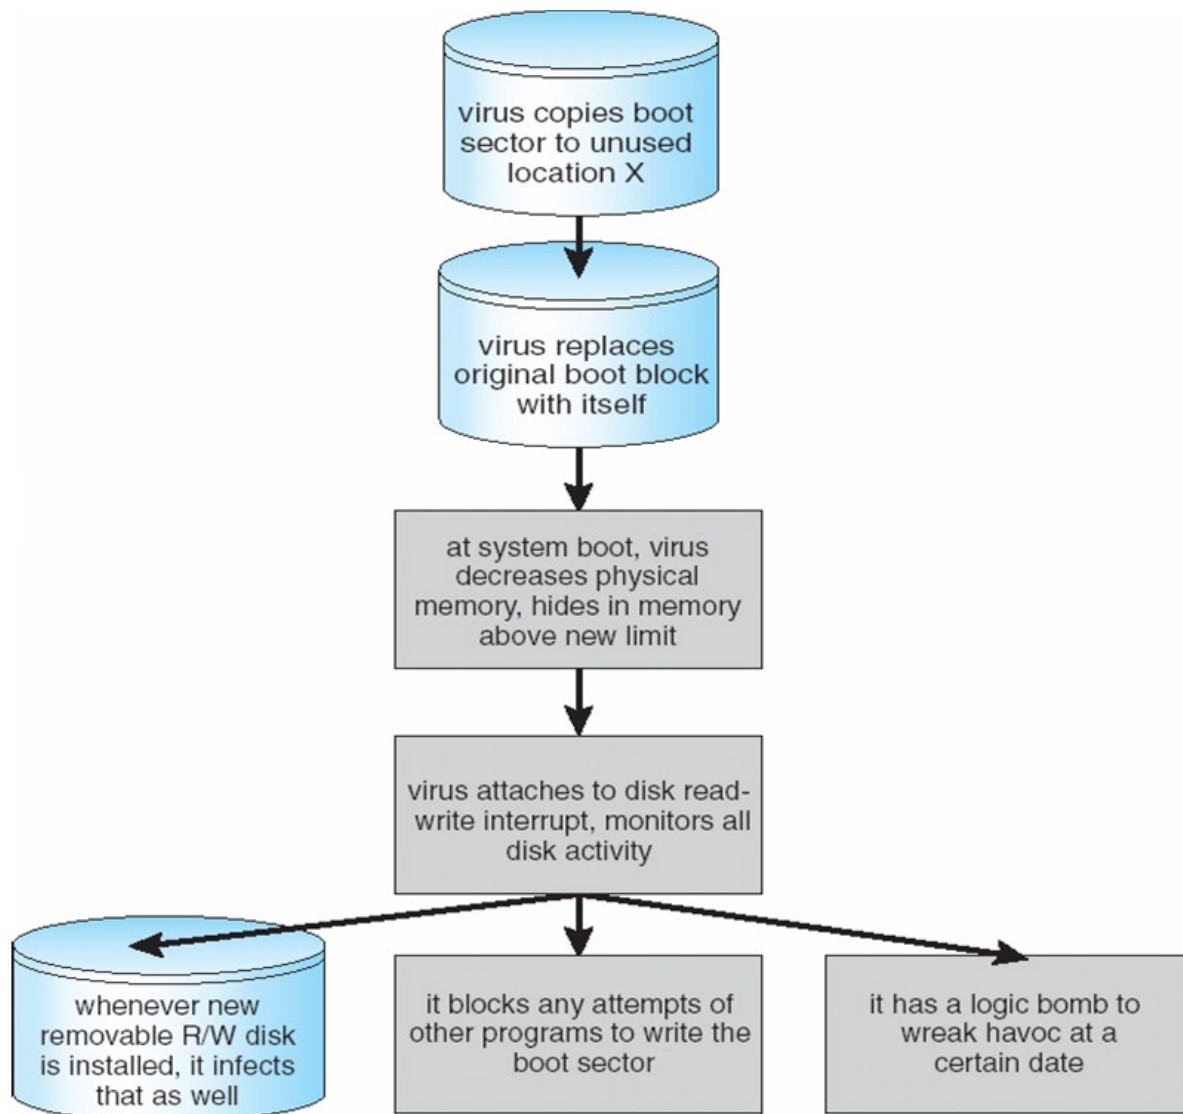 virus copies boot
sector to unused
location X
virus replaces
original boot block
with itself
at system boot, virus
decreases physical
memory, hides in memory
above new limit
virus attaches to disk read-
write interrupt, monitors all
disk activity
whenever new
removable R/W disk
is installed, it infects
that as well
it blocks any attempts of
other programs to write the
boot sector
it has a logic bomb to
wreak havoc at a
certain date